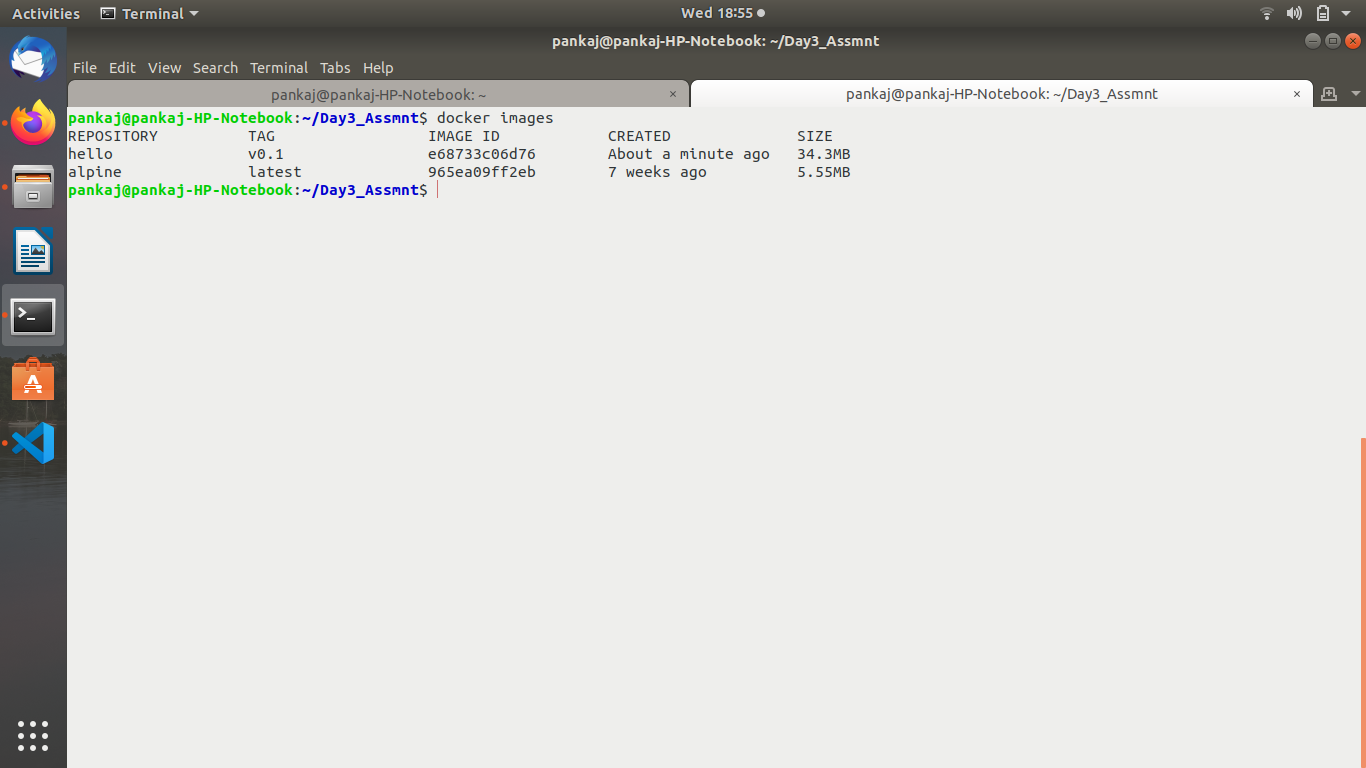 Activities Terminal Wed 18:55
pankaj@pankaj-HP-Notebook: ~/Day3_Assmnt
File Edit View Search Terminal Tabs Help
pankaj@pankaj-HP-Notebook: ~ × pankaj@pankaj-HP-Notebook: ~/Day3_Assmnt ×
pankaj@pankaj-HP-Notebook:~/Day3_Assmnt$ docker images
REPOSITORY TAG IMAGE ID CREATED SIZE
hello v0.1 e68733c06d76 About a minute ago 34.3MB
alpine latest 965ea09ff2eb 7 weeks ago 5.55MB
pankaj@pankaj-HP-Notebook:~/Day3_Assmnt$